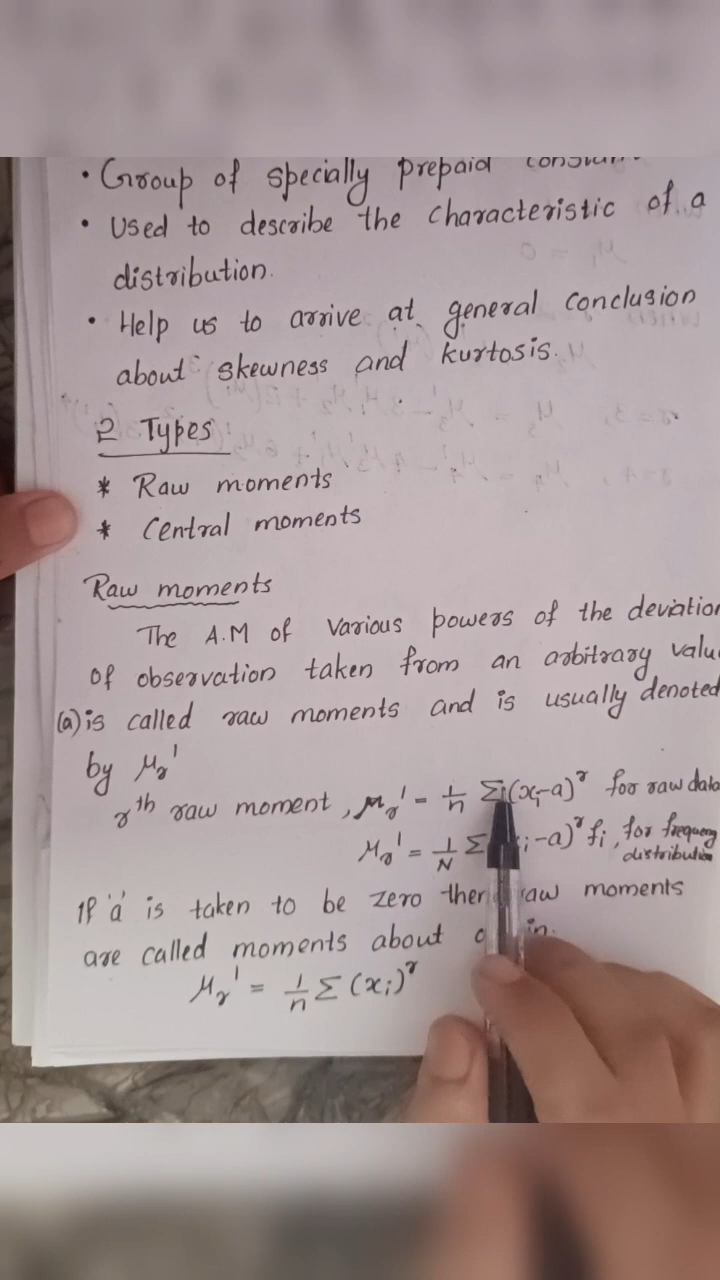 • Group of specially prepaid
• Used to describe the characteristic of a
distribution.
• Help us to arrive at general conclusion
about skewness and kurtosis.
2 Types:
* Raw moments
* Central moments
Raw moments
The A.M of various powers of the deviation
of observation taken from an arbitrary valu
(a) is called raw moments and is usually denoted
by μᵣ'
rᵗʰ raw moment, μᵣ' = 1/n Σ(xᵢ-a)ʳ for raw data
μᵣ' = 1/N Σ(xᵢ-a)ʳ fᵢ, for frequency
distribution
If 'a' is taken to be zero then raw moments
are called moments about
μᵣ' = 1/n Σ (xᵢ)ʳ